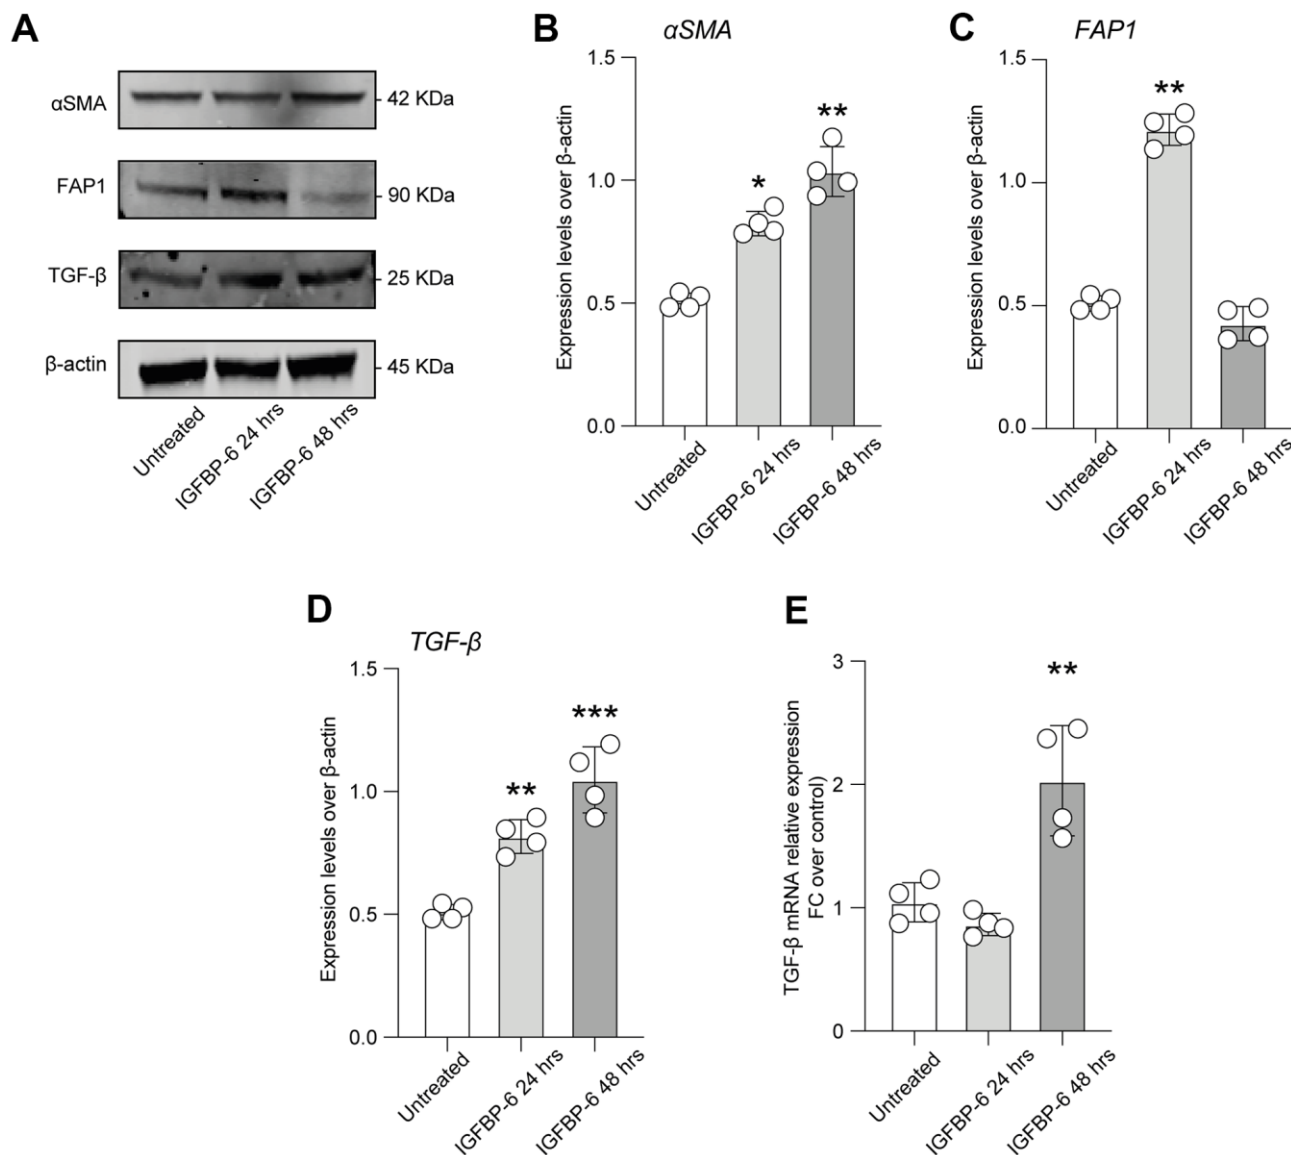 A
αSMA
42 KDa
FAP1
90 KDa
TGF-β
25 KDa
β-actin
45 KDa
Untreated
IGFBP-6 24 hrs
IGFBP-6 48 hrs
B
αSMA
Expression levels over β-actin
1.5
1.0
0.5
0.0
*
**
Untreated
IGFBP-6 24 hrs
IGFBP-6 48 hrs
C
FAP1
Expression levels over β-actin
1.5
1.0
0.5
0.0
**
Untreated
IGFBP-6 24 hrs
IGFBP-6 48 hrs
D
TGF-β
Expression levels over β-actin
1.5
1.0
0.5
0.0
**
***
Untreated
IGFBP-6 24 hrs
IGFBP-6 48 hrs
E
TGF-β mRNA relative expression
FC over control)
3
2
1
0
**
Untreated
IGFBP-6 24 hrs
IGFBP-6 48 hrs